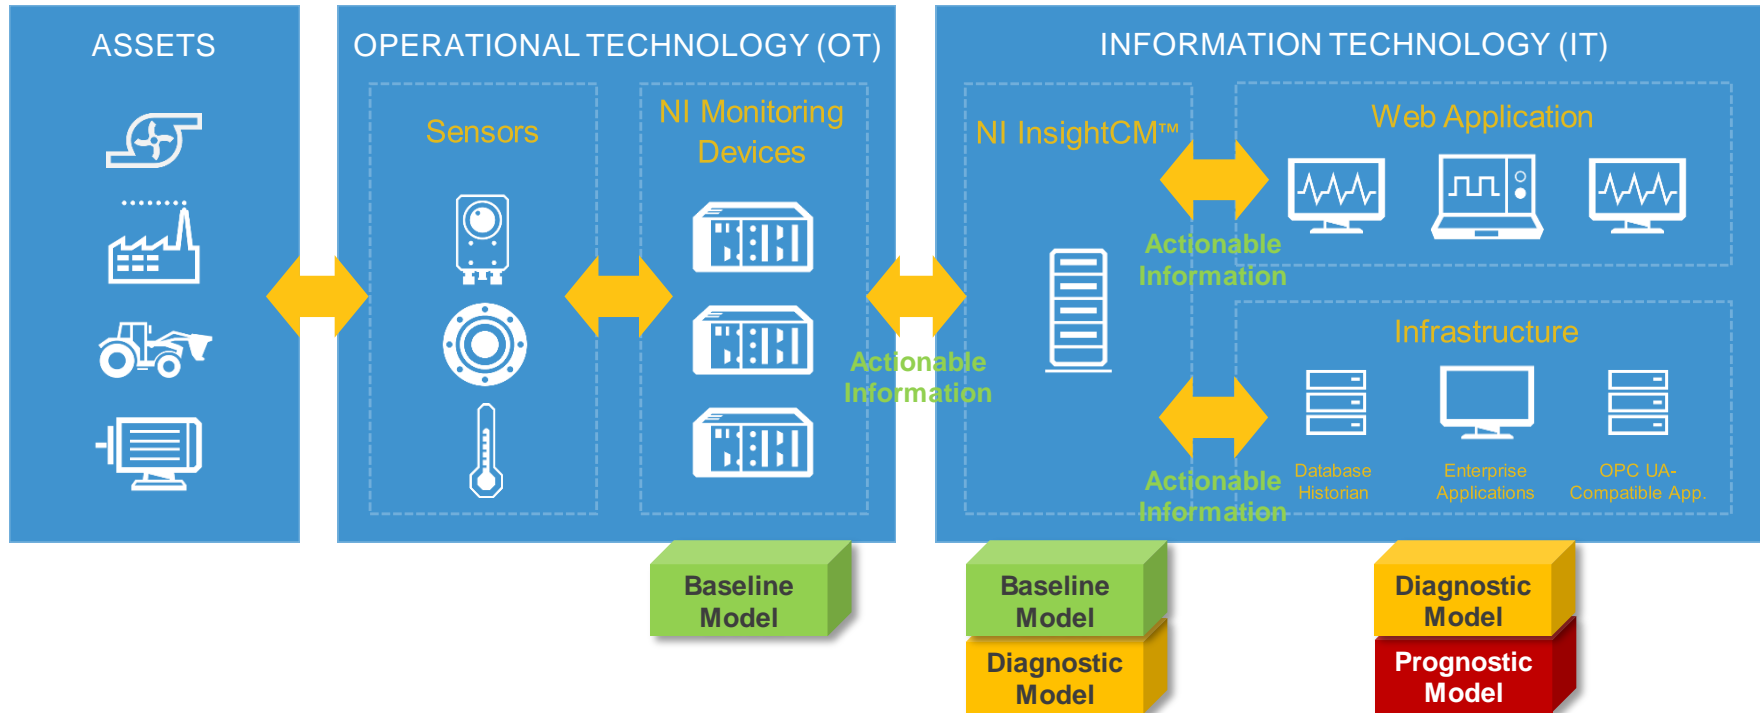 ASSETS
OPERATIONAL TECHNOLOGY (OT)
INFORMATION TECHNOLOGY (IT)
Sensors
NI Monitoring
Devices
NI InsightCM™
Web Application
Actionable
Information
Infrastructure
Actionable
Information
Database
Historian
Enterprise
Applications
OPC UA-
Compatible App.
Actionable
Information
Baseline
Model
Baseline
Model
Diagnostic
Model
Diagnostic
Model
Prognostic
Model